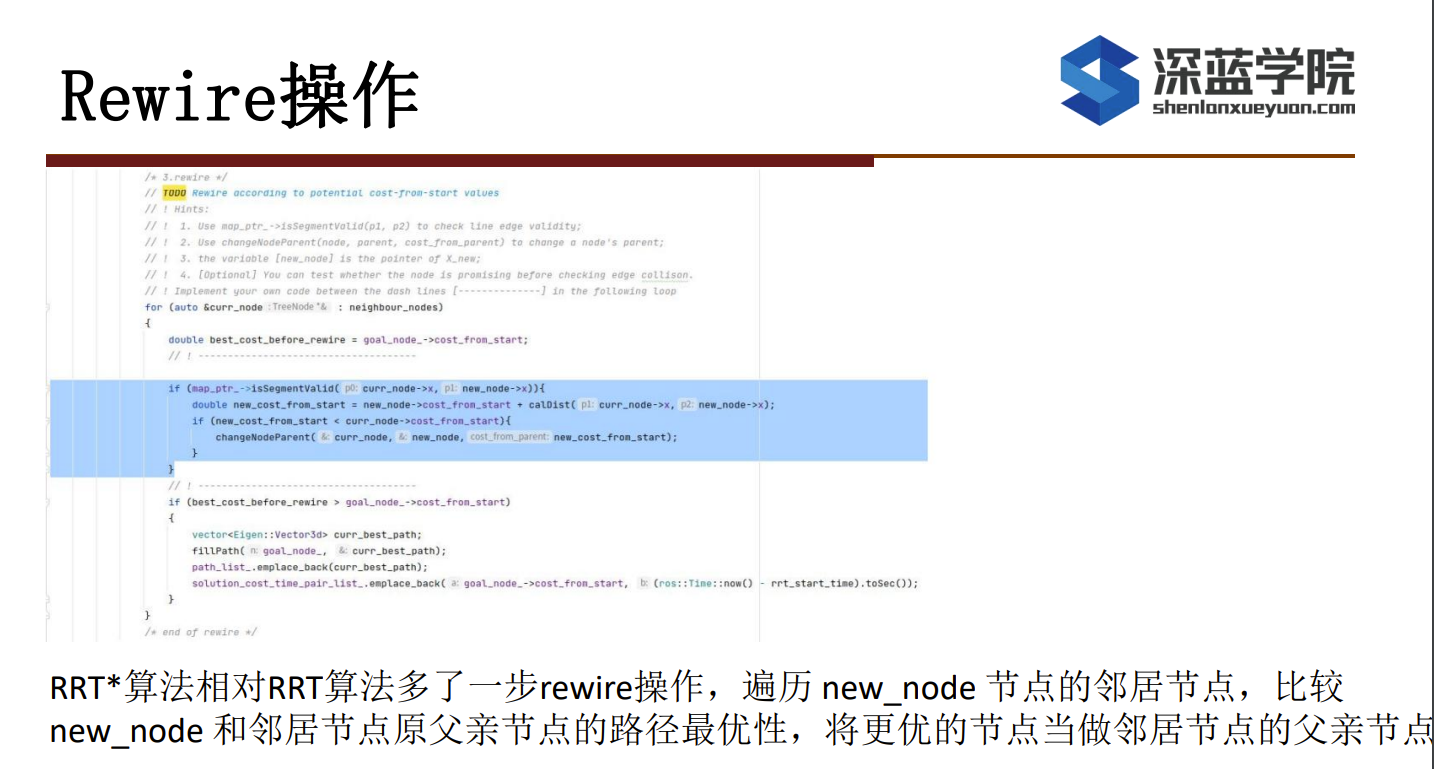 Rewire操作
深蓝学院
shenlanxueyuan.com
/* 3.rewire */
// TODO Rewire according to potential cost-from-start values
// ! Hints:
// !  1. Use map_ptr_->isSegmentValid(p1, p2) to check line edge validity;
// !  2. Use changeNodeParent(node, parent, cost_from_parent) to change a node's parent;
// !  3. the variable [new_node] is the pointer of X_new;
// !  4. [Optional] You can test whether the node is promising before checking edge collison.
// ! Implement your own code between the dash lines [--------------] in the following loop
for (auto &curr_node :TreeNode *& : neighbour_nodes)
{
double best_cost_before_rewire = goal_node_->cost_from_start;
// ! -------------------------------------
if (map_ptr_->isSegmentValid( p0: curr_node->x, p1: new_node->x)){
double new_cost_from_start = new_node->cost_from_start + calDist( p1: curr_node->x, p2: new_node->x);
if (new_cost_from_start < curr_node->cost_from_start){
changeNodeParent( &: curr_node, &: new_node, cost_from_parent: new_cost_from_start);
}
}
// ! -------------------------------------
if (best_cost_before_rewire > goal_node_->cost_from_start)
{
vector<Eigen::Vector3d> curr_best_path;
fillPath( n: goal_node_, &: curr_best_path);
path_list_.emplace_back(curr_best_path);
solution_cost_time_pair_list_.emplace_back( a: goal_node_->cost_from_start, b: (ros::Time::now() - rrt_start_time).toSec());
}
}
/* end of rewire */
RRT*算法相对RRT算法多了一步rewire操作，遍历 new_node 节点的邻居节点，比较
new_node 和邻居节点原父亲节点的路径最优性，将更优的节点当做邻居节点的父亲节点